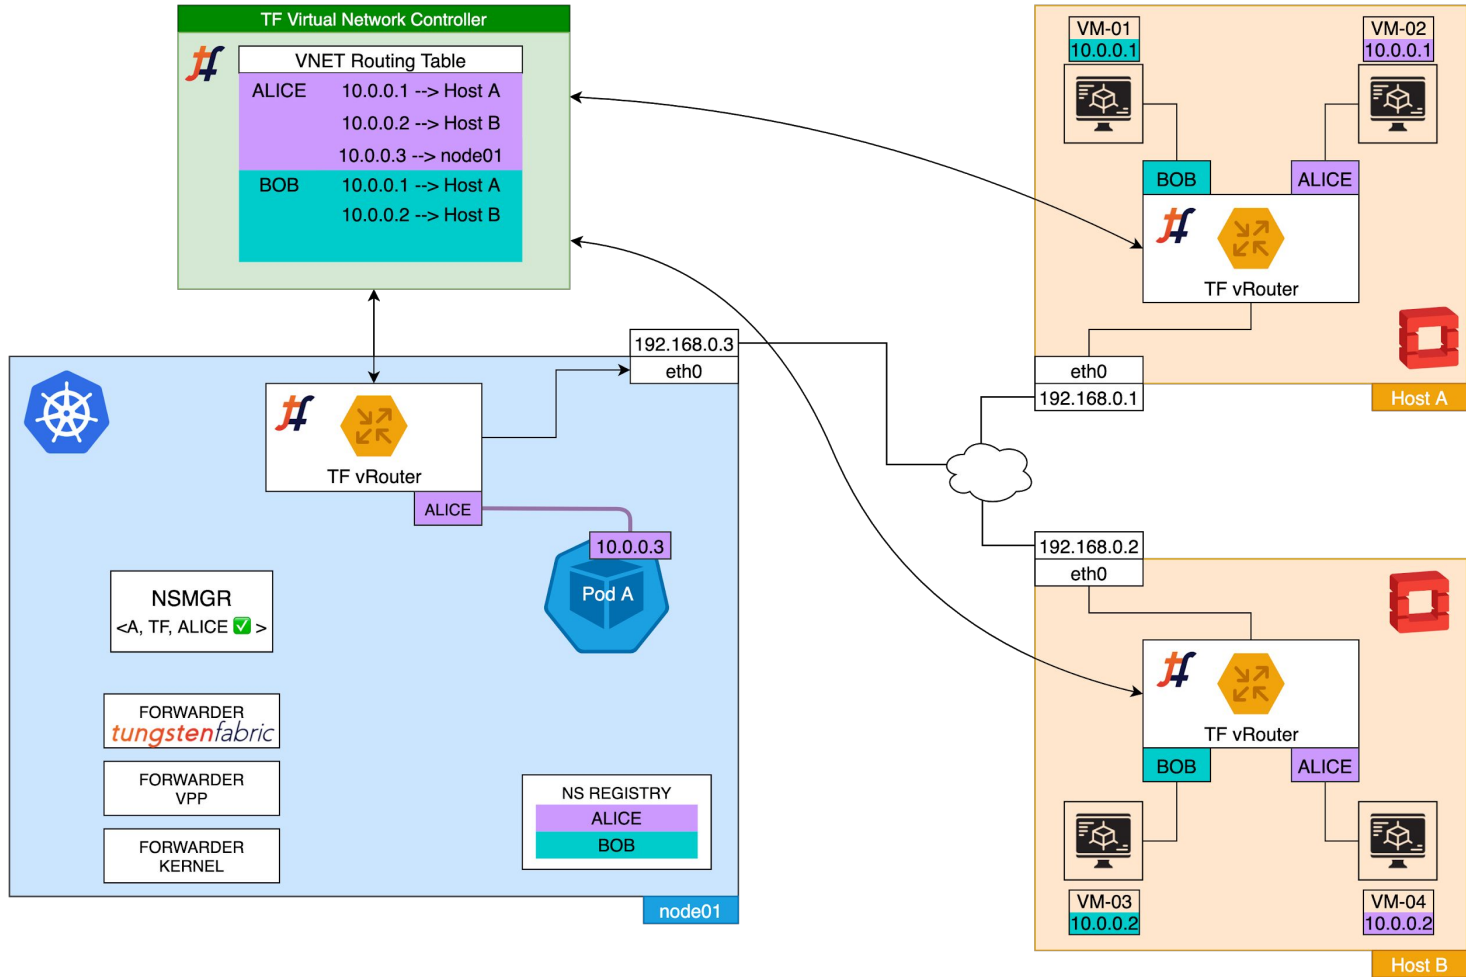 TF Virtual Network Controller
VNET Routing Table
ALICE 10.0.0.1 --> Host A
10.0.0.2 --> Host B
10.0.0.3 --> node01
BOB 10.0.0.1 --> Host A
10.0.0.2 --> Host B
VM-01
10.0.0.1
VM-02
10.0.0.1
BOB
ALICE
TF vRouter
eth0
192.168.0.1
Host A
192.168.0.3
eth0
TF vRouter
ALICE
10.0.0.3
Pod A
NSMGR
<A, TF, ALICE ✅ >
FORWARDER
tungstenfabric
FORWARDER
VPP
FORWARDER
KERNEL
NS REGISTRY
ALICE
BOB
node01
192.168.0.2
eth0
TF vRouter
BOB
ALICE
VM-03
10.0.0.2
VM-04
10.0.0.2
Host B